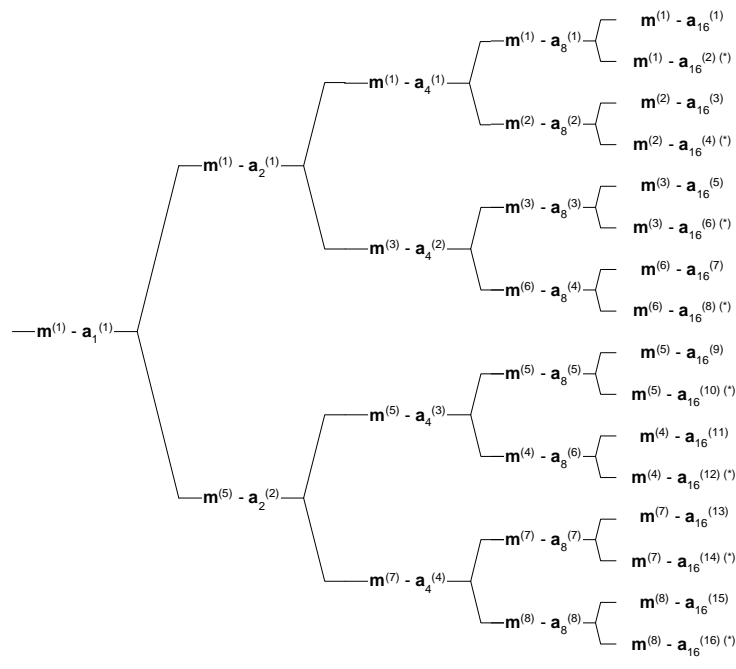 m(1) - a1(1)
m(1) - a2(1)
m(5) - a2(2)
m(1) - a4(1)
m(3) - a4(2)
m(5) - a4(3)
m(7) - a4(4)
m(1) - a8(1)
m(2) - a8(2)
m(3) - a8(3)
m(6) - a8(4)
m(5) - a8(5)
m(4) - a8(6)
m(7) - a8(7)
m(8) - a8(8)
m(1) - a16(1)
m(1) - a16(2) (*)
m(2) - a16(3)
m(2) - a16(4) (*)
m(3) - a16(5)
m(3) - a16(6) (*)
m(6) - a16(7)
m(6) - a16(8) (*)
m(5) - a16(9)
m(5) - a16(10) (*)
m(4) - a16(11)
m(4) - a16(12) (*)
m(7) - a16(13)
m(7) - a16(14) (*)
m(8) - a16(15)
m(8) - a16(16) (*)